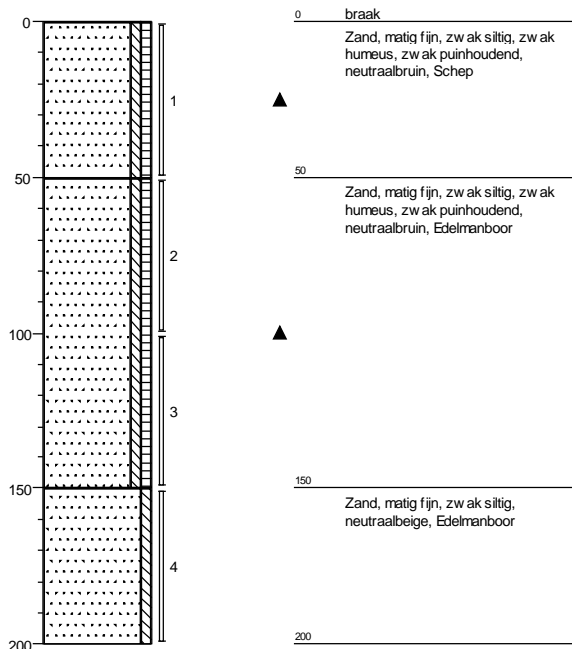 0
50
100
150
200
1
2
3
4
0
braak
Zand, matig fijn, zwak siltig, zwak
humeus, zwak puinhoudend,
neutraalbruin, Schep
50
Zand, matig fijn, zwak siltig, zwak
humeus, zwak puinhoudend,
neutraalbruin, Edelmanboor
150
Zand, matig fijn, zwak siltig,
neutraalbeige, Edelmanboor
200